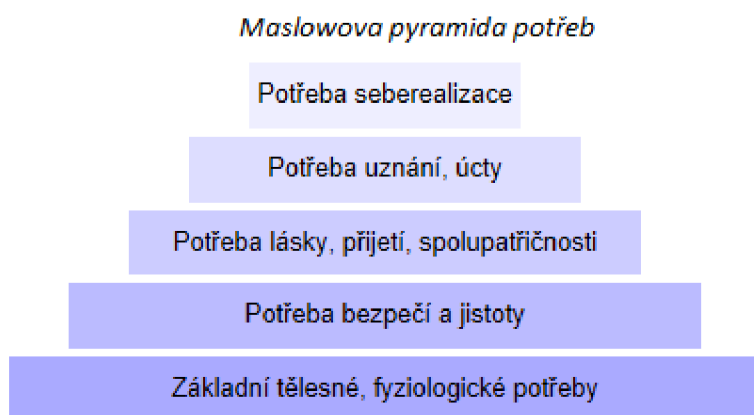 Maslowova pyramida potřeb
Potřeba seberealizace
Potřeba uznání, úcty
Potřeba lásky, přijetí, spolupatřičnosti
Potřeba bezpečí a jistoty
Základní tělesné, fyziologické potřeby